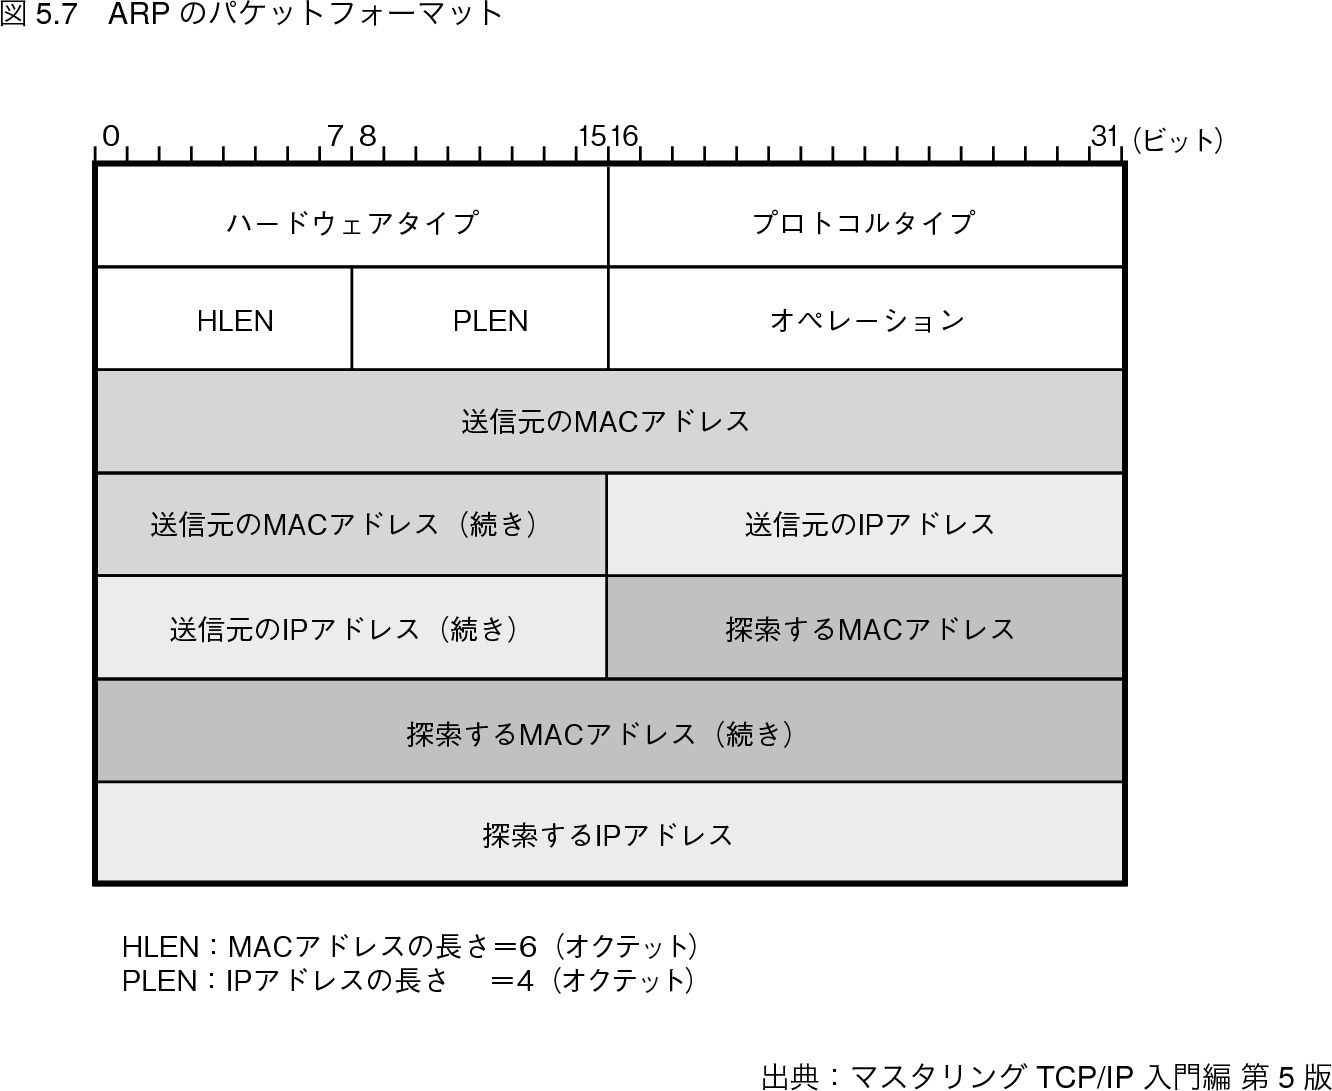 図 5.7　ARP のパケットフォーマット
0 7 8 15 16 31 (ビット)
ハードウェアタイプ プロトコルタイプ
HLEN PLEN オペレーション
送信元のMACアドレス
送信元のMACアドレス（続き） 送信元のIPアドレス
送信元のIPアドレス（続き） 探索するMACアドレス
探索するMACアドレス（続き）
探索するIPアドレス
HLEN：MACアドレスの長さ＝6（オクテット）
PLEN：IPアドレスの長さ　＝4（オクテット）
出典：マスタリング TCP/IP 入門編 第 5 版